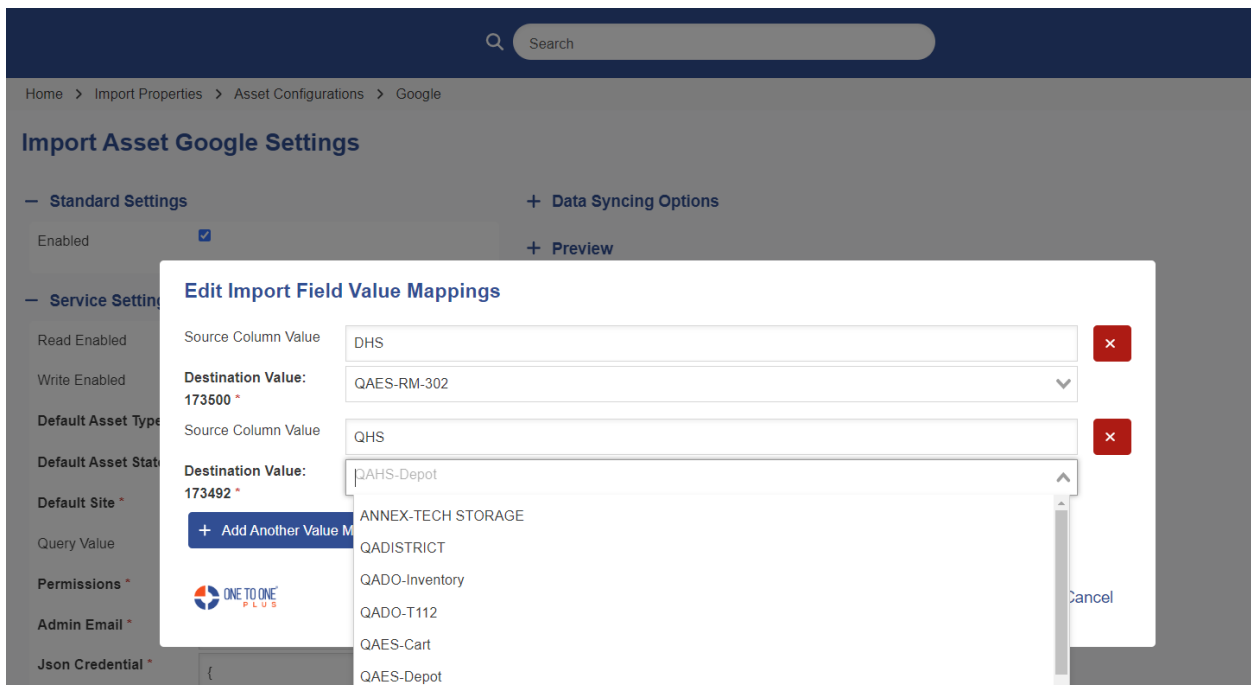 Search
Home > Import Properties > Asset Configurations > Google
Import Asset Google Settings
− Standard Settings
Enabled
+ Data Syncing Options
+ Preview
− Service Setting
Read Enabled
Write Enabled
Default Asset Type
Default Asset Stat
Default Site *
Query Value
Permissions *
Admin Email *
Json Credential *
{
Edit Import Field Value Mappings
Source Column Value
DHS
×
Destination Value:
173500 *
QAES-RM-302
Source Column Value
QHS
×
Destination Value:
173492 *
QAHS-Depot
+ Add Another Value M
ANNEX-TECH STORAGE
QADISTRICT
QADO-Inventory
QADO-T112
QAES-Cart
QAES-Depot
ONE TO ONE
PLUS
Cancel